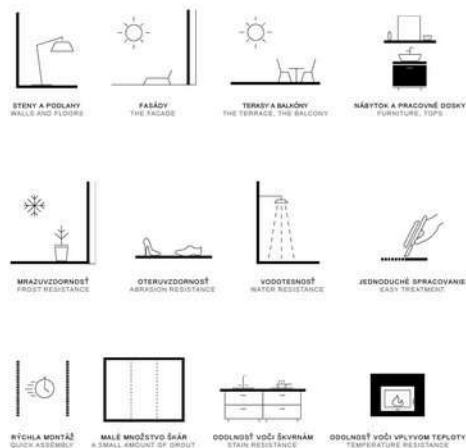 STENY A PODLAHY
WALLS AND FLOORS
FASÁDY
THE FACADE
TERASY A BALKÓNY
THE TERRACE, THE BALCONY
NÁBYTOK A PRACOVNÉ DOSKY
FURNITURE, TOPS
MRAZUVZDORNOSŤ
FROST RESISTANCE
OTERUVZDORNOSŤ
ABRASION RESISTANCE
VODOTESNOSŤ
WATER RESISTANCE
JEDNODUCHÉ SPRACOVANIE
EASY TREATMENT
RÝCHLA MONTÁŽ
QUICK ASSEMBLY
MALÉ MNOŽSTVO ŠKÁR
A SMALL AMOUNT OF GROUT
ODOLNOSŤ VOČI ŠKVRNÁM
STAIN RESISTANCE
ODOLNOSŤ VOČI VPLYVOM TEPLOTY
TEMPERATURE RESISTANCE